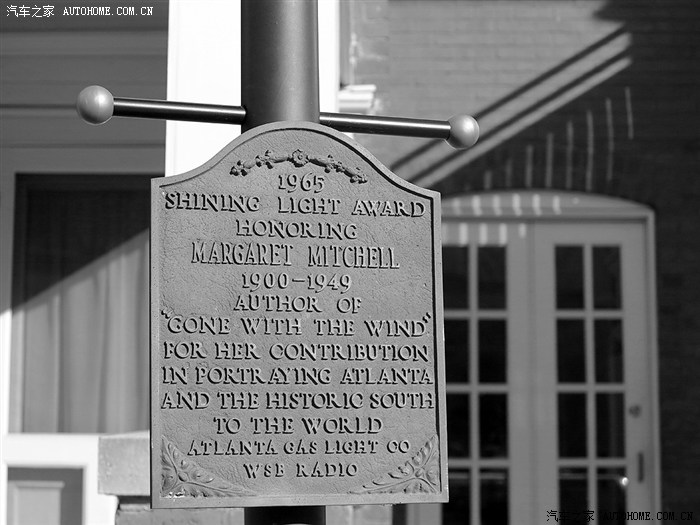 汽车之家 AUTOHOME.COM.CN
1965
SHINING LIGHT AWARD
HONORING
MARGARET MITCHELL
1900-1949
AUTHOR OF
"GONE WITH THE WIND"
FOR HER CONTRIBUTION
IN PORTRAYING ATLANTA
AND THE HISTORIC SOUTH
TO THE WORLD
ATLANTA GAS LIGHT CO
WSB RADIO
汽车之家 AUTOHOME.COM.CN